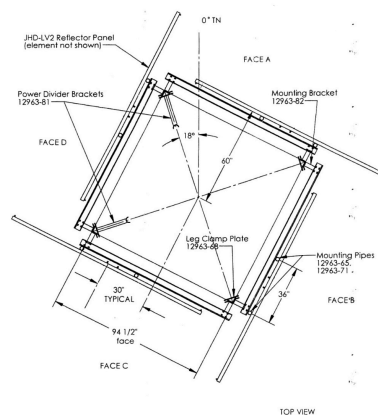 0° TN
JHD-LV2 Reflector Panel
(element not shown)
FACE A
Power Divider Brackets
12963-81
Mounting Bracket
12963-82
FACE D
18°
60"
Leg Clamp Plate
12963-68
Mounting Pipes
12963-65,
12963-71
30"
TYPICAL
36"
FACE B
94 1/2"
face
FACE C
TOP VIEW